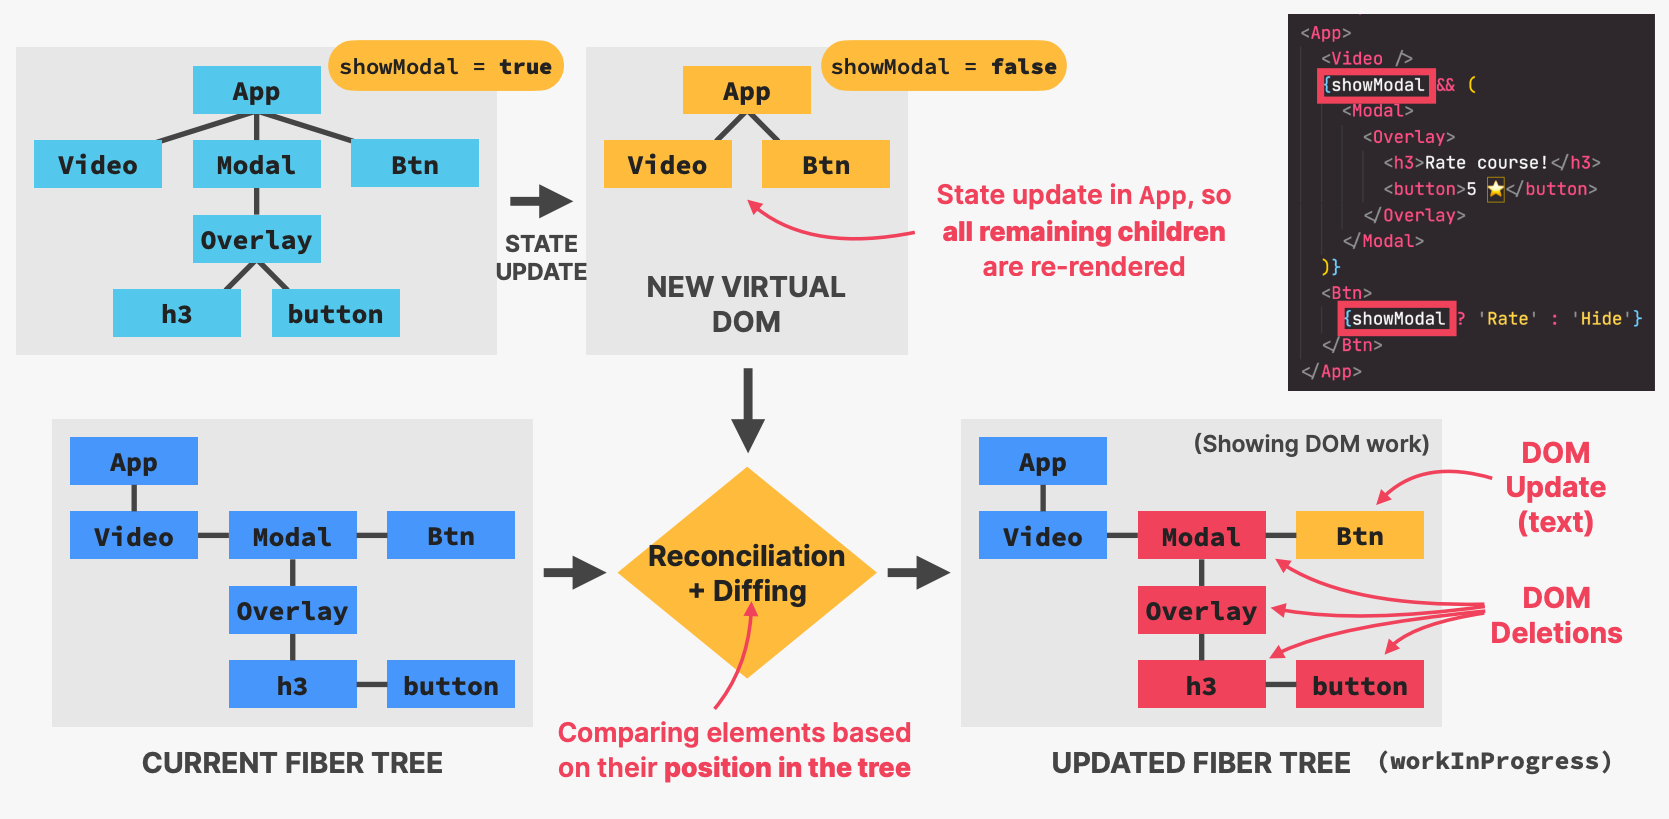 showModal = true
App
Video
Modal
Btn
Overlay
h3
button
STATE
UPDATE
showModal = false
App
Video
Btn
NEW VIRTUAL
DOM
State update in App, so
all remaining children
are re-rendered
<App>
<Video />
{showModal && (
<Modal>
<Overlay>
<h3>Rate course!</h3>
<button>5 ⭐</button>
</Overlay>
</Modal>
)}
<Btn>
{showModal ? 'Rate' : 'Hide'}
</Btn>
</App>
App
Video
Modal
Btn
Overlay
h3
button
CURRENT FIBER TREE
Reconciliation
+ Diffing
Comparing elements based
on their position in the tree
(Showing DOM work)
App
Video
Modal
Btn
Overlay
h3
button
DOM
Update
(text)
DOM
Deletions
UPDATED FIBER TREE (workInProgress)